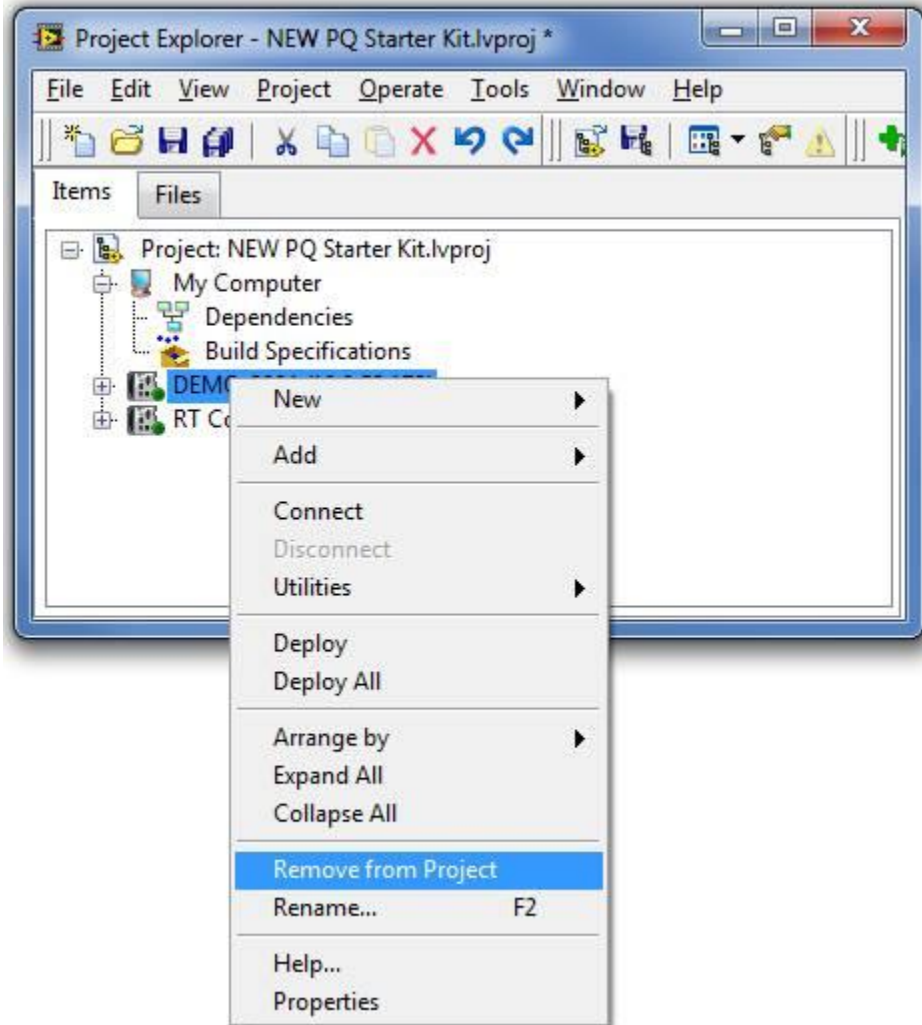 Project Explorer - NEW PQ Starter Kit.lvproj *
File Edit View Project Operate Tools Window Help
Items Files
Project: NEW PQ Starter Kit.lvproj
My Computer
Dependencies
Build Specifications
RT
New
Add
Connect
Disconnect
Utilities
Deploy
Deploy All
Arrange by
Expand All
Collapse All
Remove from Project
Rename... F2
Help...
Properties